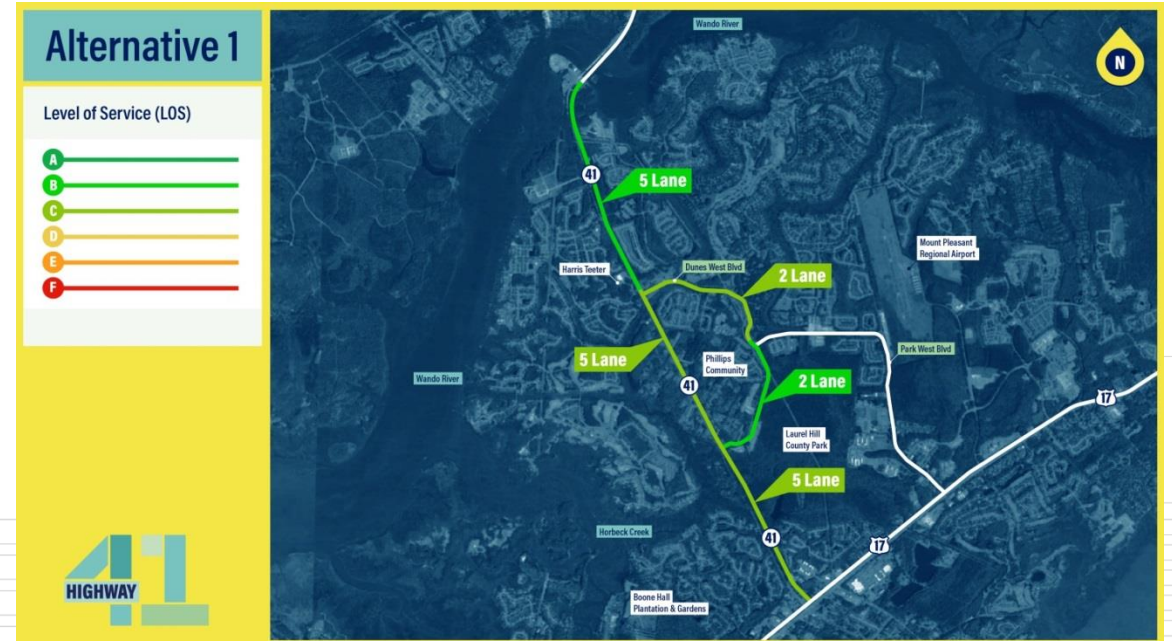 Alternative 1
Level of Service (LOS)
A
B
C
D
E
F
41
HIGHWAY
Wando River
N
41
5 Lane
Mount Pleasant
Regional Airport
Harris Teeter
Dunes West Blvd
2 Lane
5 Lane
Phillips
Community
Park West Blvd
Wando River
41
2 Lane
17
Laurel Hill
County Park
5 Lane
Horbeck Creek
41
17
Boone Hall
Plantation & Gardens